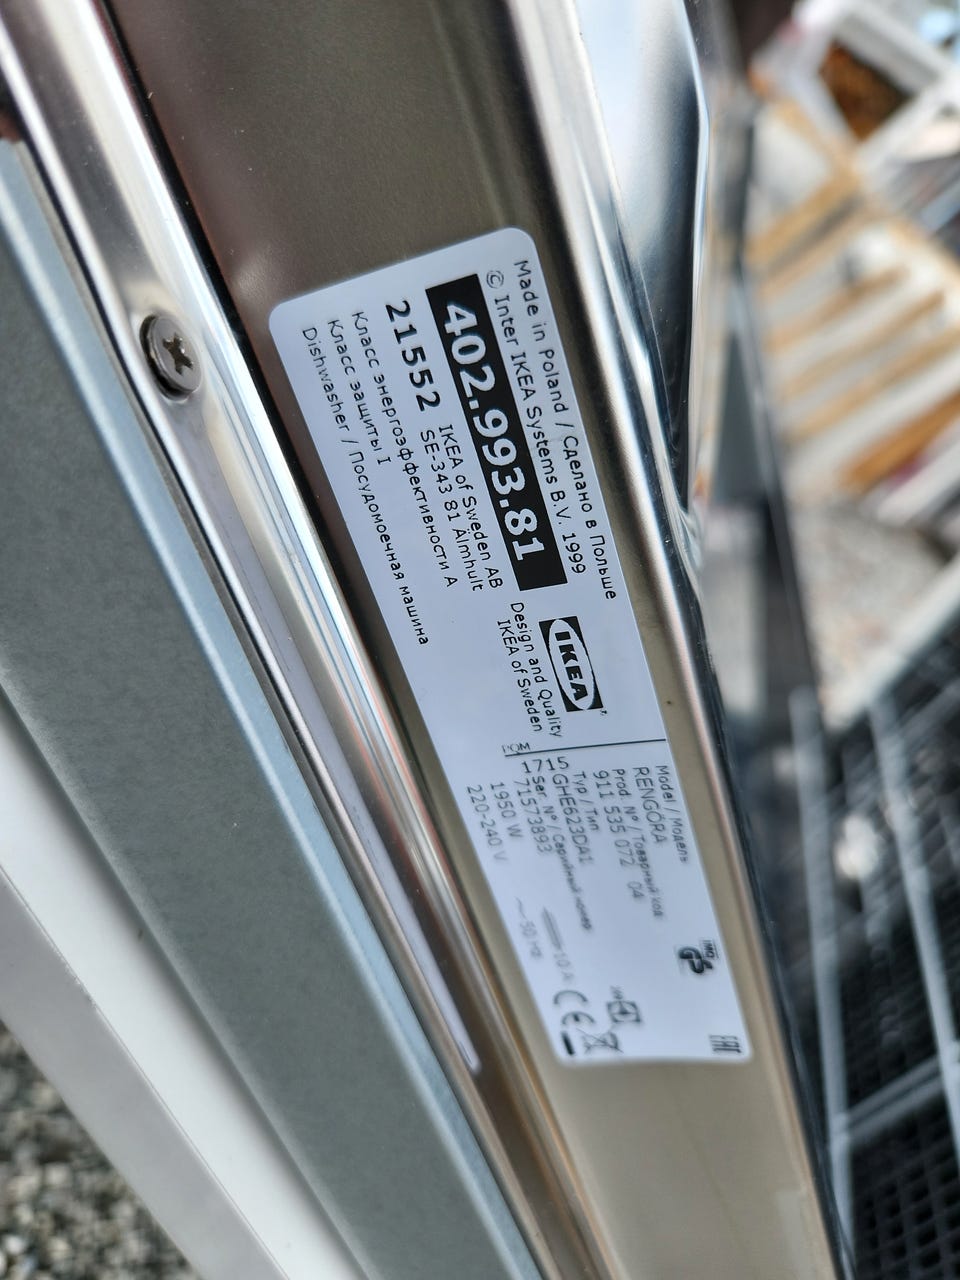 Made in Poland / Сделано в Польше
© Inter IKEA Systems B.V. 1999
402.993.81
21552
IKEA of Sweden AB
SE-343 81 Älmhult
Класс энергоэффективности A
Класс защиты I
Dishwasher / Посудомоечная машина
IKEA
Design and Quality
IKEA of Sweden
Model / Модель
RENGÖRA
Prod. Nº / Товарный код
911 535 072 04
Typ / Тип
GHE623DA1
1715
Ser. Nº / Серийный номер
71573893
1950 W 10 A
220-240 V ~ 50 Hz
CE
EAC